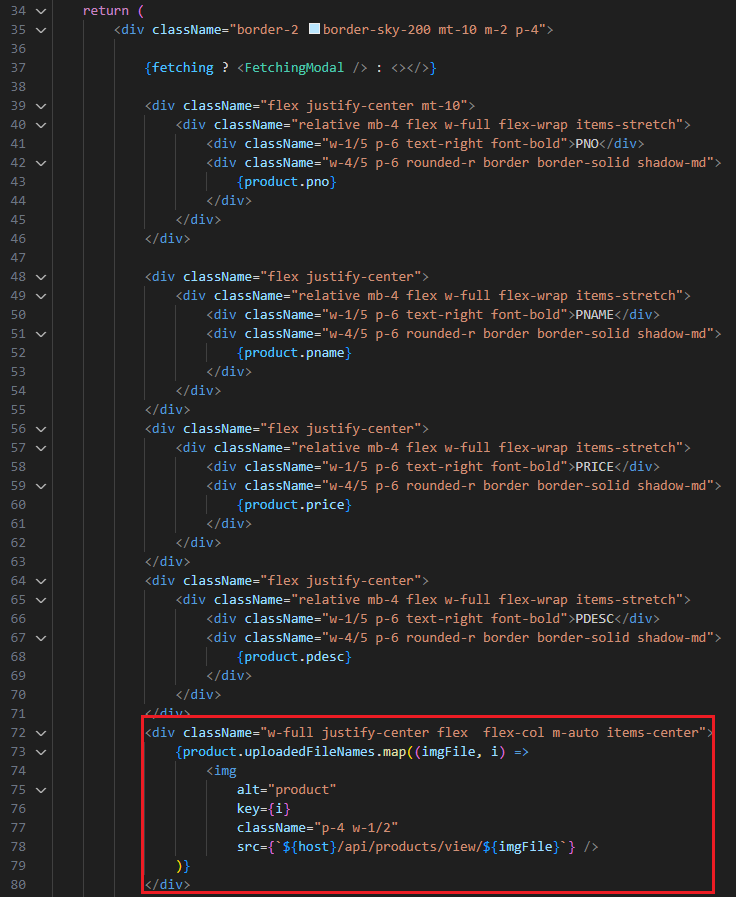 34 return (
35 <div className="border-2 border-sky-200 mt-10 m-2 p-4">
36
37 {fetching ? <FetchingModal /> : <></>}
38
39 <div className="flex justify-center mt-10">
40 <div className="relative mb-4 flex w-full flex-wrap items-stretch">
41 <div className="w-1/5 p-6 text-right font-bold">PNO</div>
42 <div className="w-4/5 p-6 rounded-r border border-solid shadow-md">
43 {product.pno}
44 </div>
45 </div>
46 </div>
47
48 <div className="flex justify-center">
49 <div className="relative mb-4 flex w-full flex-wrap items-stretch">
50 <div className="w-1/5 p-6 text-right font-bold">PNAME</div>
51 <div className="w-4/5 p-6 rounded-r border border-solid shadow-md">
52 {product.pname}
53 </div>
54 </div>
55 </div>
56 <div className="flex justify-center">
57 <div className="relative mb-4 flex w-full flex-wrap items-stretch">
58 <div className="w-1/5 p-6 text-right font-bold">PRICE</div>
59 <div className="w-4/5 p-6 rounded-r border border-solid shadow-md">
60 {product.price}
61 </div>
62 </div>
63 </div>
64 <div className="flex justify-center">
65 <div className="relative mb-4 flex w-full flex-wrap items-stretch">
66 <div className="w-1/5 p-6 text-right font-bold">PDESC</div>
67 <div className="w-4/5 p-6 rounded-r border border-solid shadow-md">
68 {product.pdesc}
69 </div>
70 </div>
71 </div>
72 <div className="w-full justify-center flex  flex-col m-auto items-center">
73 {product.uploadedFileNames.map((imgFile, i) =>
74 <img
75 alt="product"
76 key={i}
77 className="p-4 w-1/2"
78 src={`${host}/api/products/view/${imgFile}`} />
79 )}
80 </div>